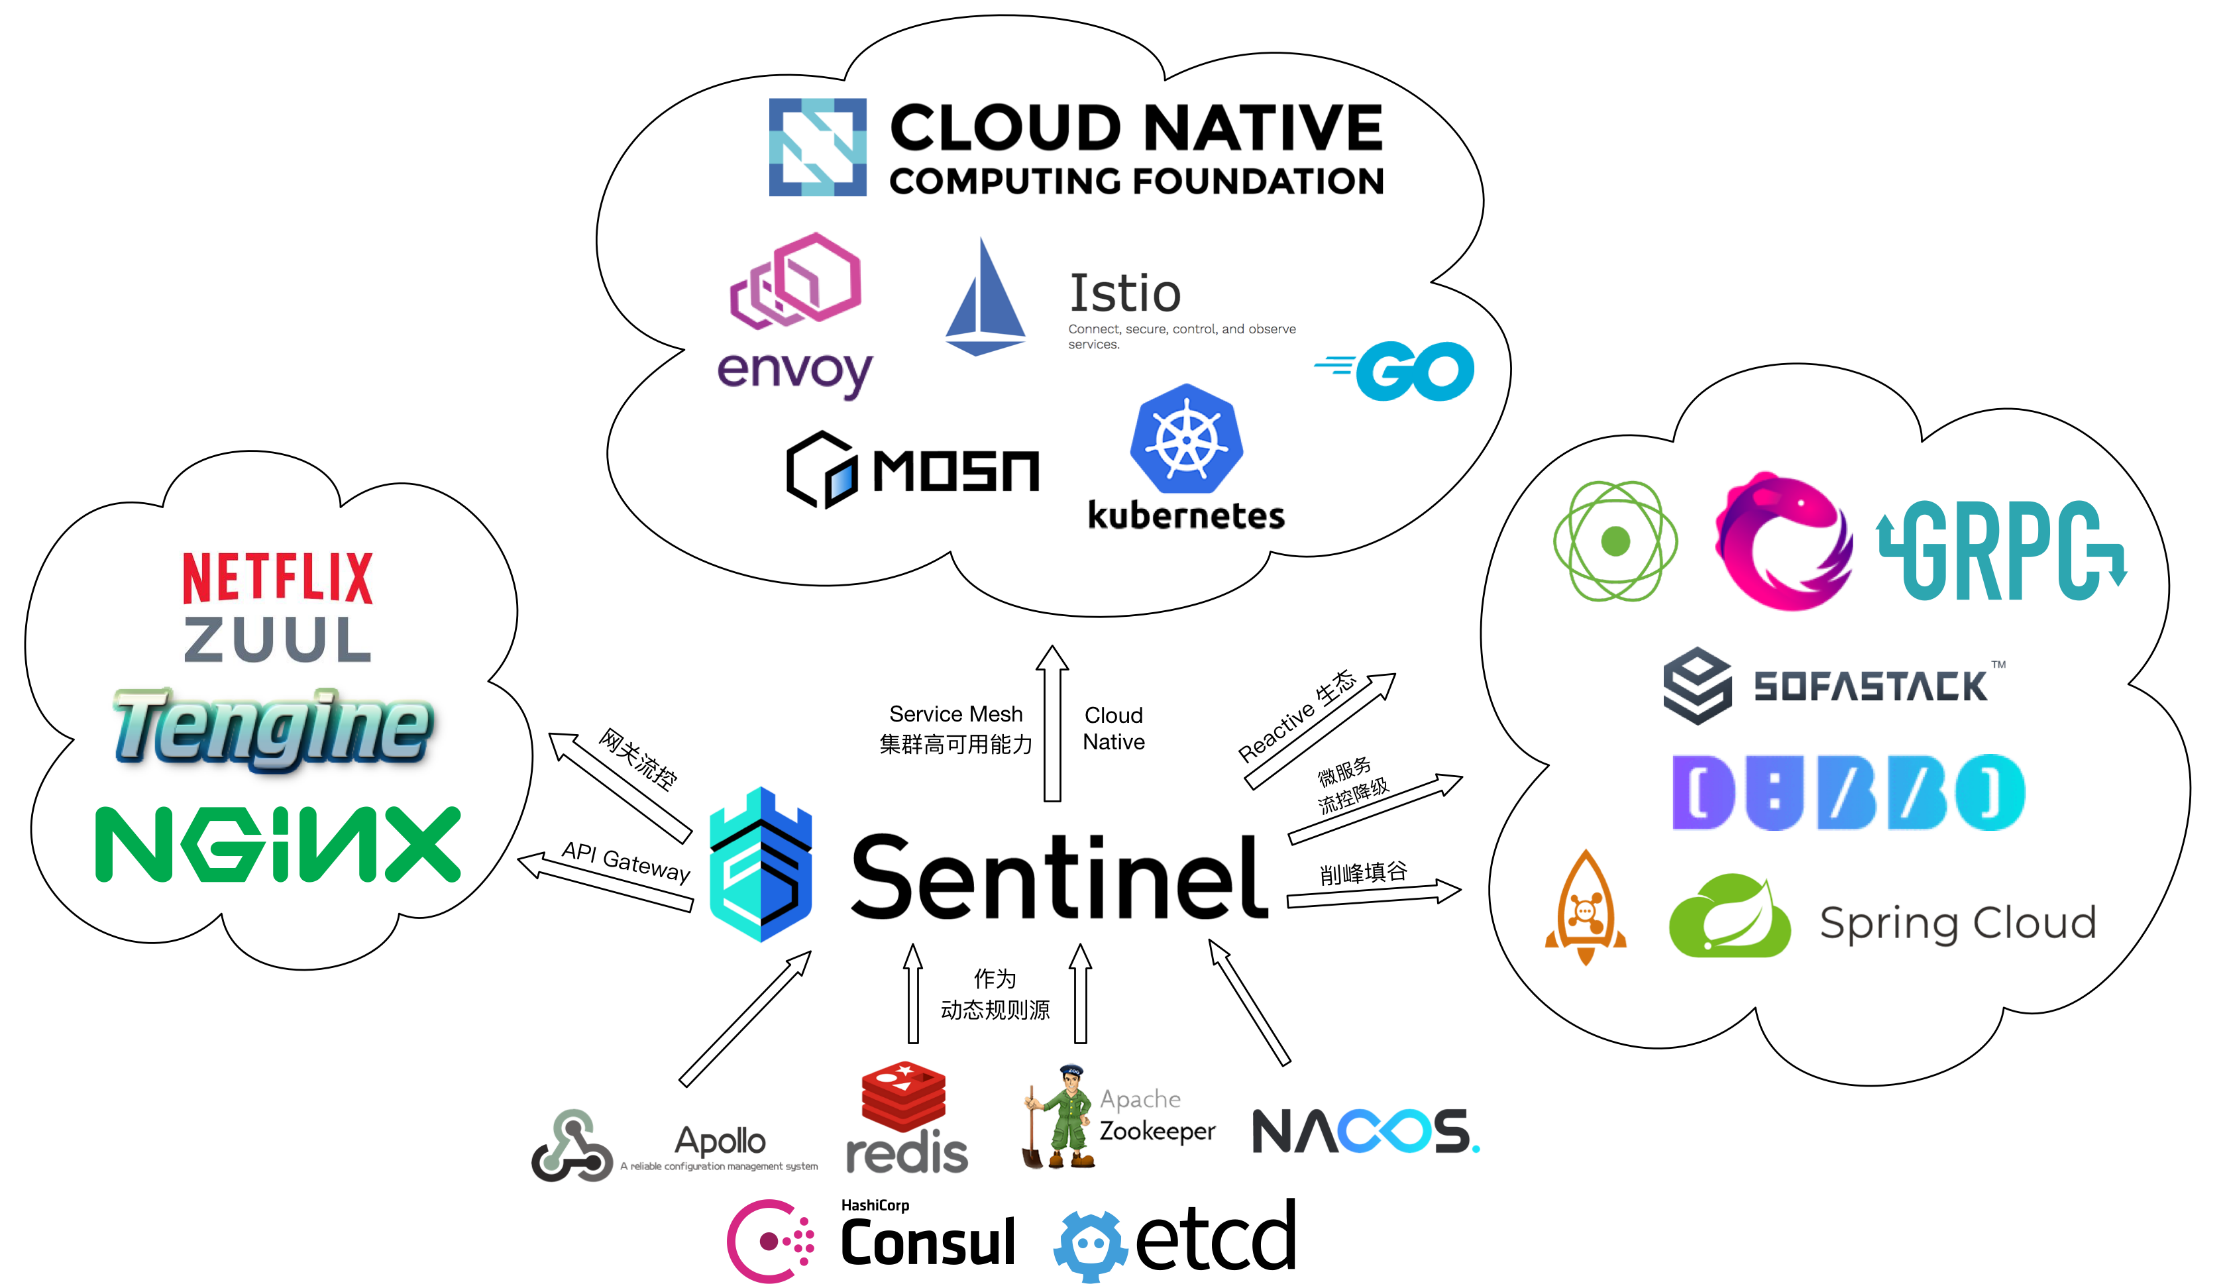 CLOUD NATIVE
COMPUTING FOUNDATION
envoy
Istio
Connect, secure, control, and observe
services.
GO
MOSN
kubernetes
NETFLIX
ZUUL
Tengine
NGINX
GRPC
SOFASTACK™
DUBBO
Spring Cloud
Service Mesh
集群高可用能力
Cloud
Native
Reactive 生态
微服务
流控降级
削峰填谷
网关流控
API Gateway
Sentinel
作为
动态规则源
Apollo
A reliable configuration management system
redis
Apache
Zookeeper
NACOS.
HashiCorp
Consul
etcd